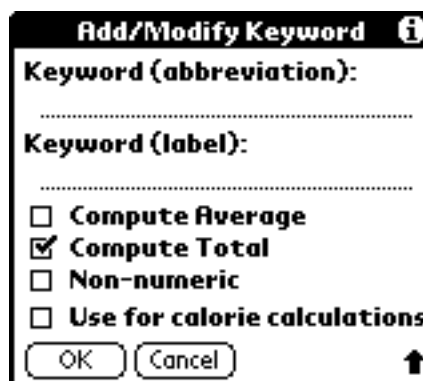 Add/Modify Keyword i
Keyword (abbreviation):
Keyword (label):
Compute Average
Compute Total
Non-numeric
Use for calorie calculations
OK Cancel